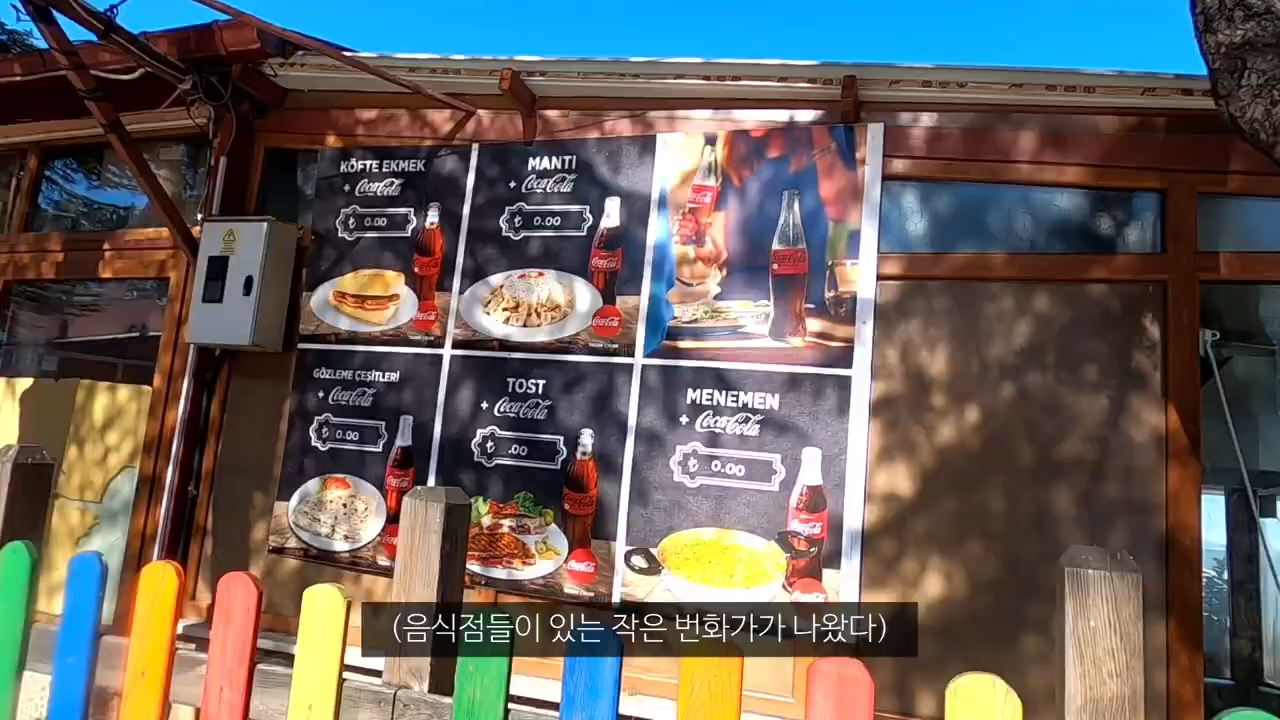 KÖFTE EKMEK
+ Coca-Cola
₺ 0.00
MANTI
+ Coca-Cola
₺ 0.00
GÖZLEME ÇEŞİTLERİ
+ Coca-Cola
₺ 0.00
TOST
+ Coca-Cola
₺ .00
MENEMEN
+ Coca-Cola
₺ 0.00
(음식점들이 있는 작은 번화가가 나왔다)